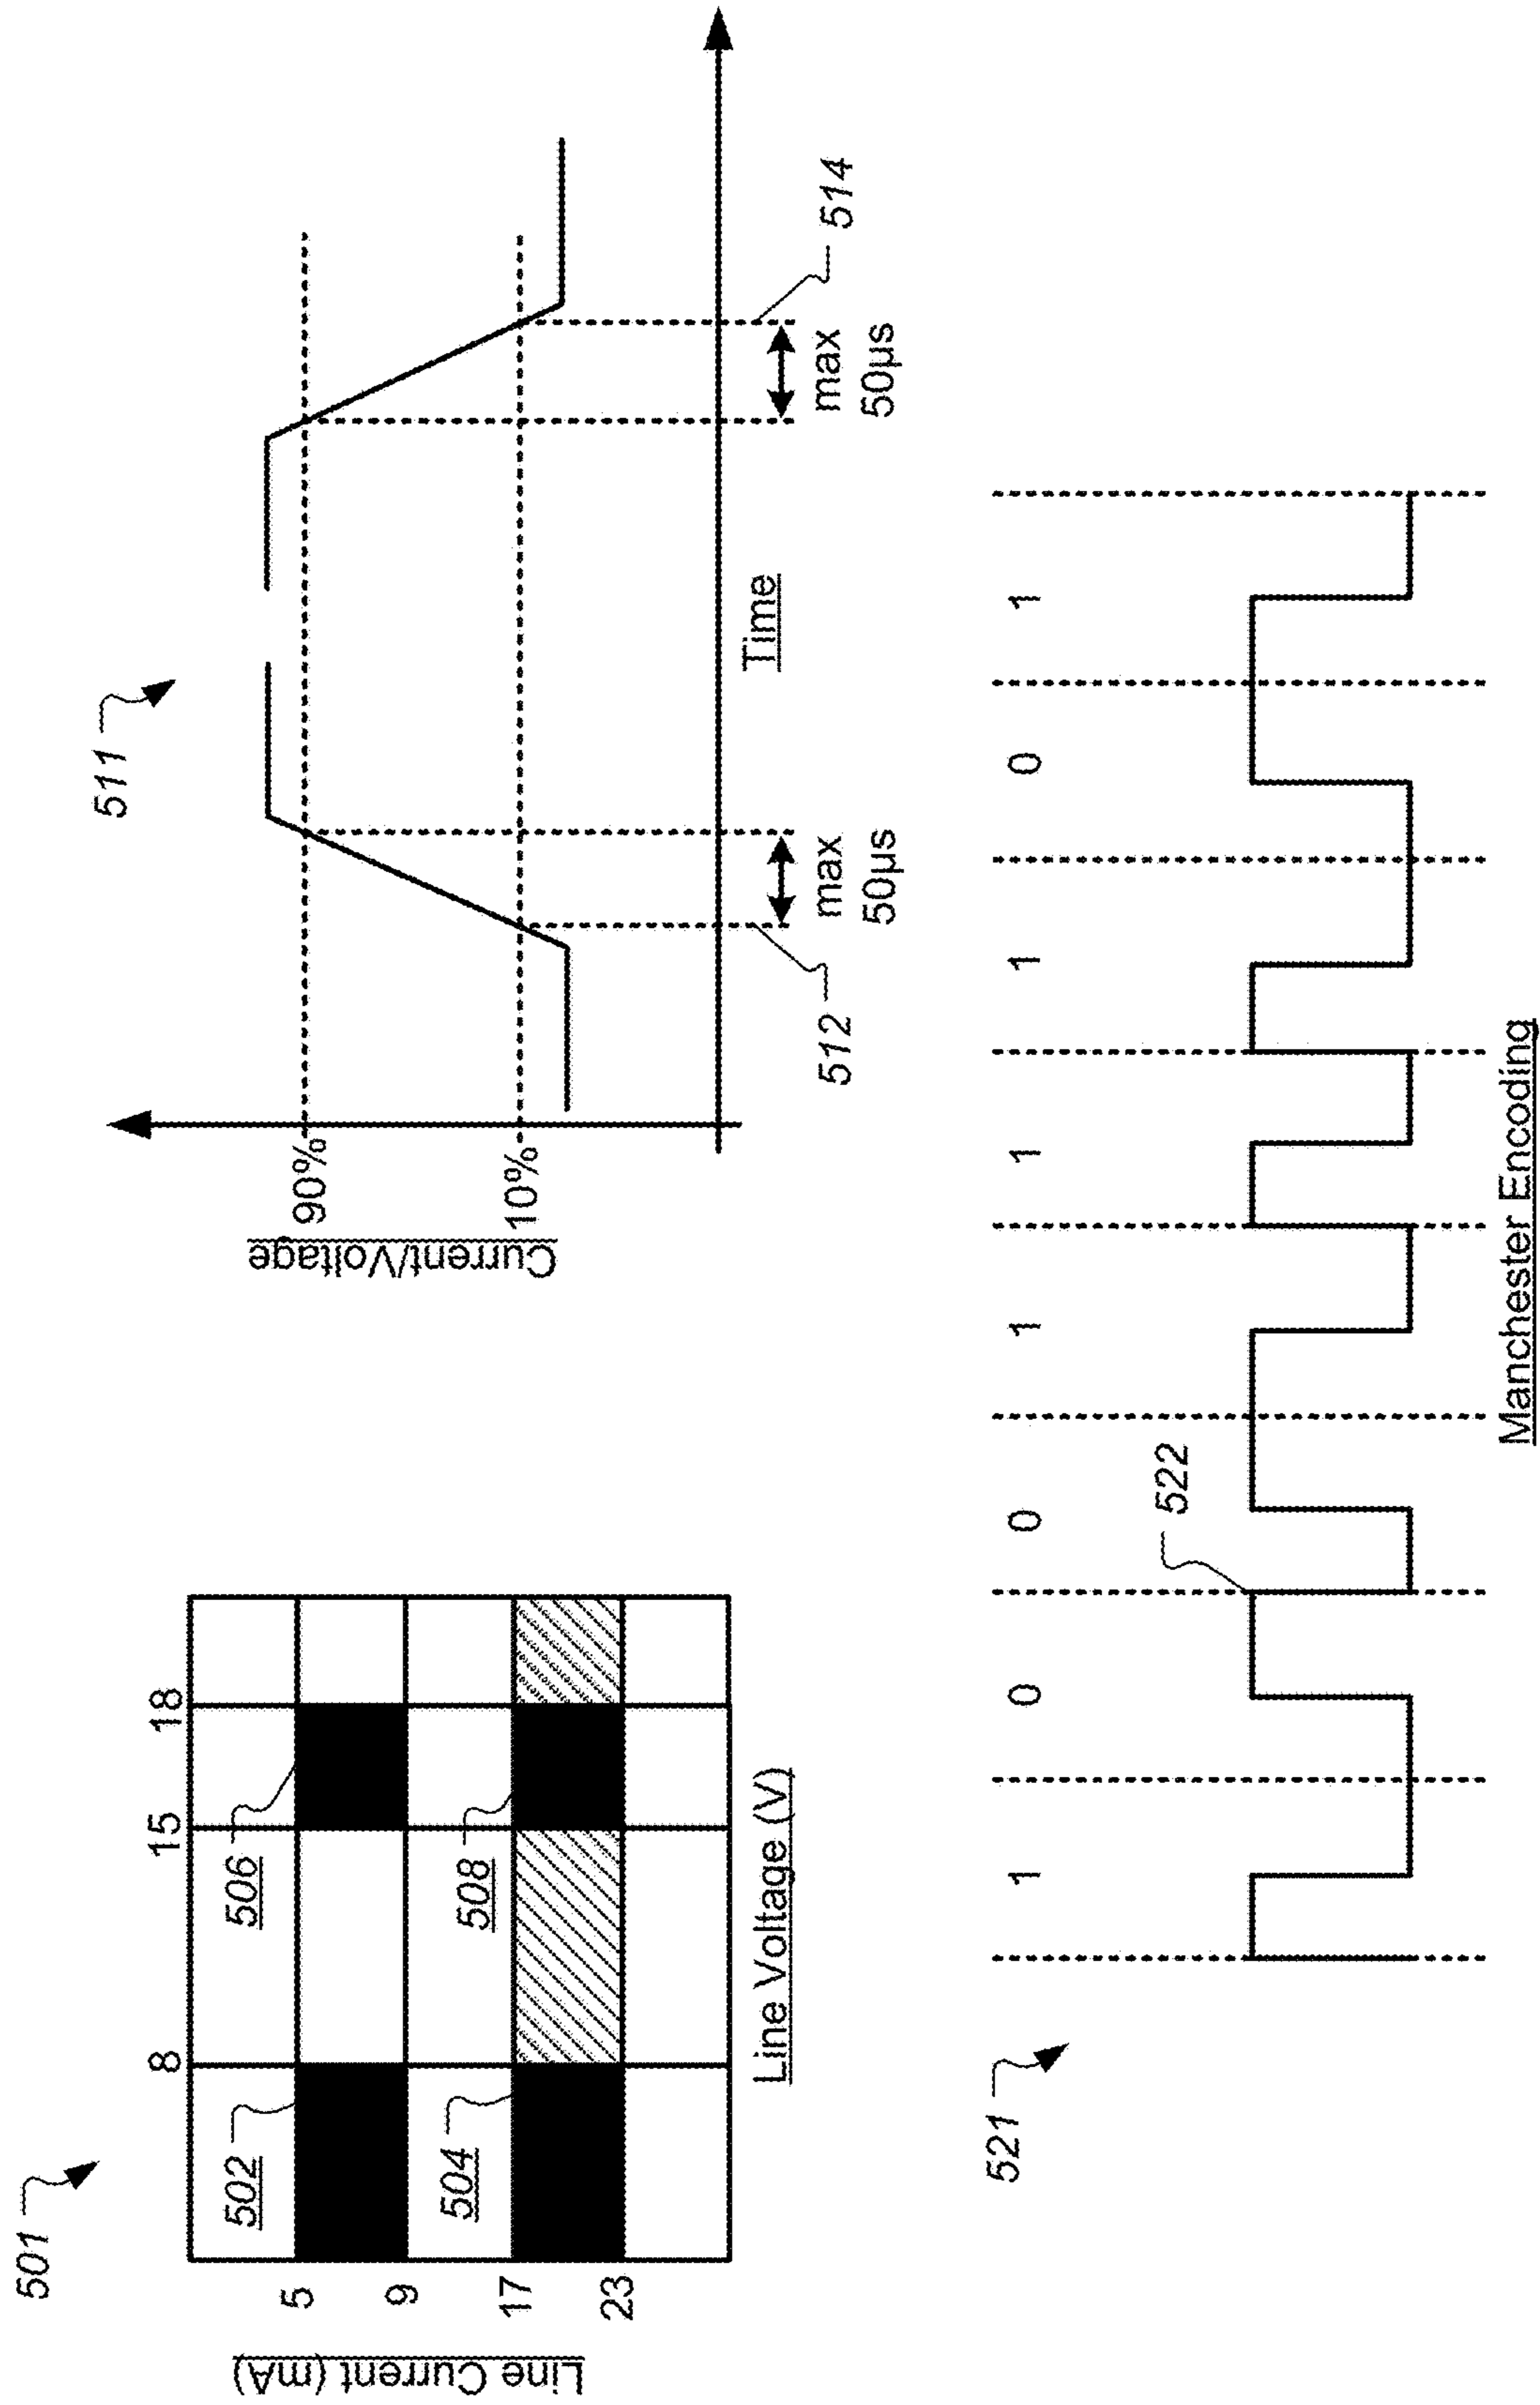 501
8
15
18
5
9
17
23
502
506
504
508
Line Current (mA)
Line Voltage (V)
511
90%
10%
Current/Voltage
512
514
max
50µs
max
50µs
Time
521
1 0 0 1 1 1 0 1
522
Manchester Encoding